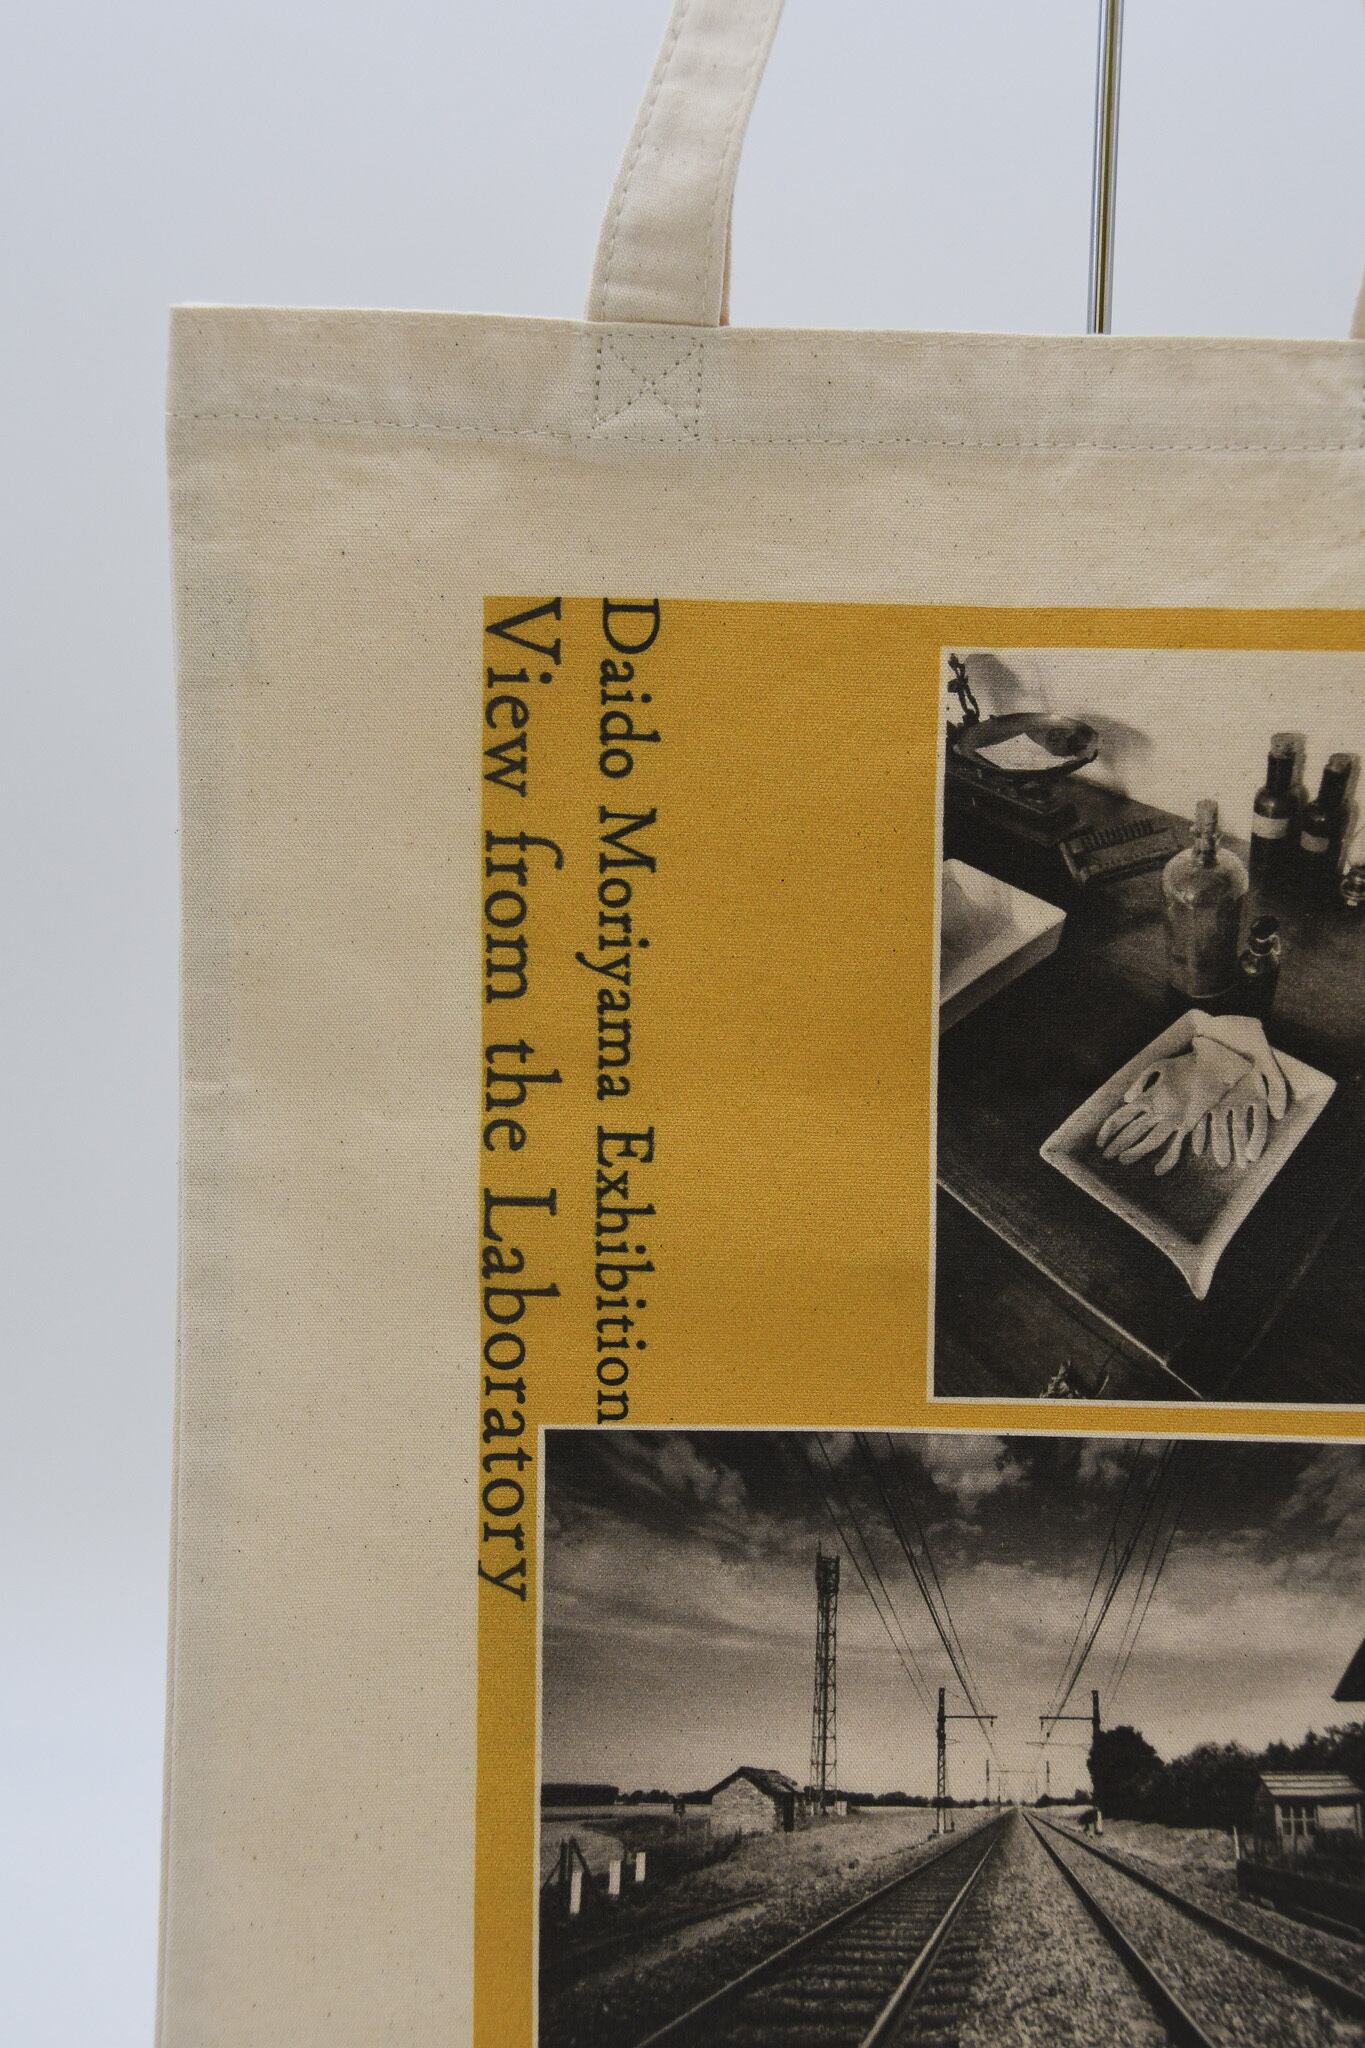 Daido Moriyama Exhibition
View from the Laboratory